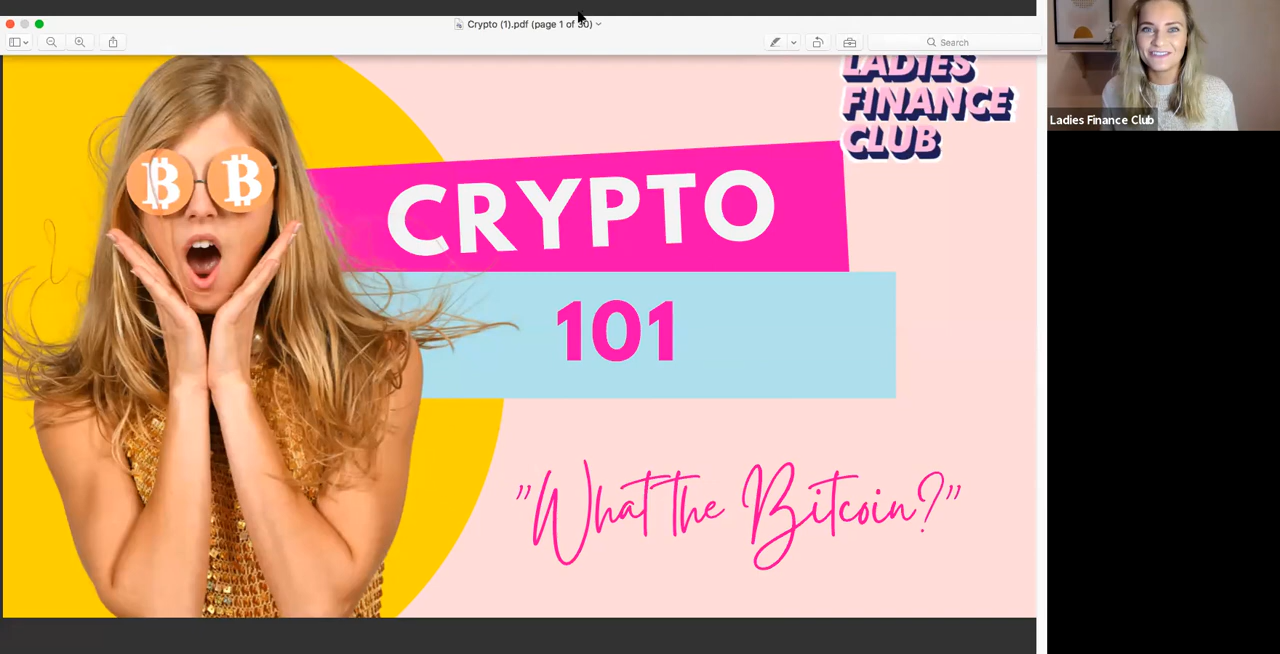 Crypto (1).pdf (page 1 of 30)
Search
LADIES
FINANCE
CLUB
Ladies Finance Club
CRYPTO
101
"What the Bitcoin?"